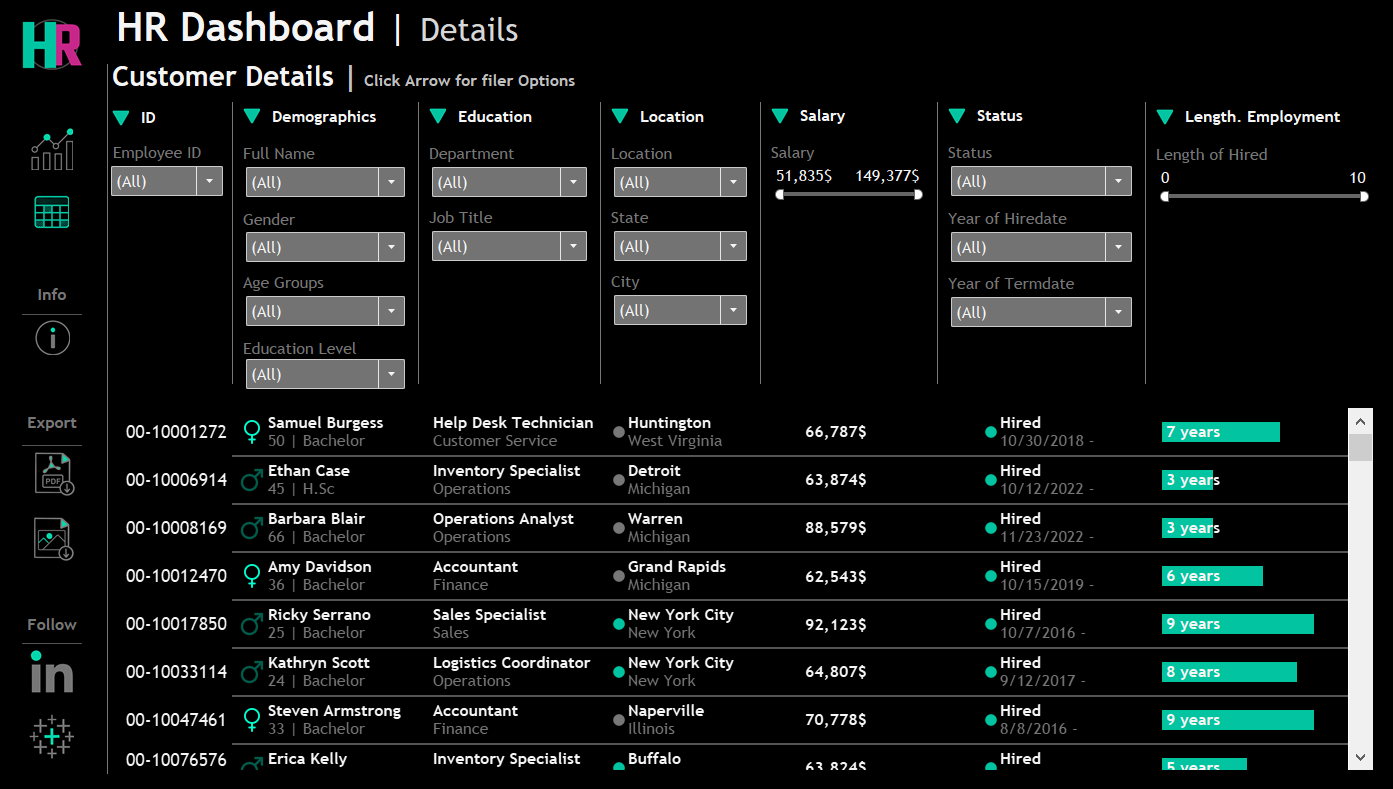 HR
HR Dashboard | Details
Customer Details | Click Arrow for filer Options
ID
Demographics
Education
Location
Salary
Status
Length. Employment
Employee ID
(All)
Full Name
(All)
Gender
(All)
Age Groups
(All)
Education Level
(All)
Department
(All)
Job Title
(All)
Location
(All)
State
(All)
City
(All)
Salary
51,835$ 149,377$
Status
(All)
Year of Hiredate
(All)
Year of Termdate
(All)
Length of Hired
0 10
Info
i
Export
PDF
Follow
in
00-10001272
Samuel Burgess
50 | Bachelor
Help Desk Technician
Customer Service
Huntington
West Virginia
66,787$
Hired
10/30/2018 -
7 years
00-10006914
Ethan Case
45 | H.Sc
Inventory Specialist
Operations
Detroit
Michigan
63,874$
Hired
10/12/2022 -
3 years
00-10008169
Barbara Blair
66 | Bachelor
Operations Analyst
Operations
Warren
Michigan
88,579$
Hired
11/23/2022 -
3 years
00-10012470
Amy Davidson
36 | Bachelor
Accountant
Finance
Grand Rapids
Michigan
62,543$
Hired
10/15/2019 -
6 years
00-10017850
Ricky Serrano
25 | Bachelor
Sales Specialist
Sales
New York City
New York
92,123$
Hired
10/7/2016 -
9 years
00-10033114
Kathryn Scott
24 | Bachelor
Logistics Coordinator
Operations
New York City
New York
64,807$
Hired
9/12/2017 -
8 years
00-10047461
Steven Armstrong
33 | Bachelor
Accountant
Finance
Naperville
Illinois
70,778$
Hired
8/8/2016 -
9 years
00-10076576
Erica Kelly
Inventory Specialist
Buffalo
63,824$
Hired
5 years